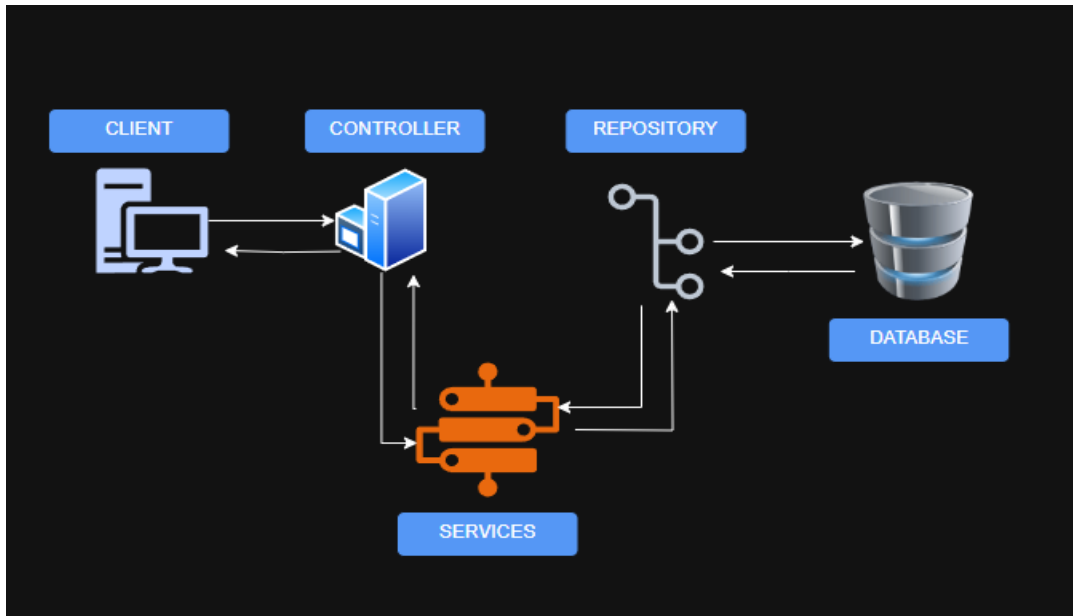 CLIENT
CONTROLLER
REPOSITORY
DATABASE
SERVICES